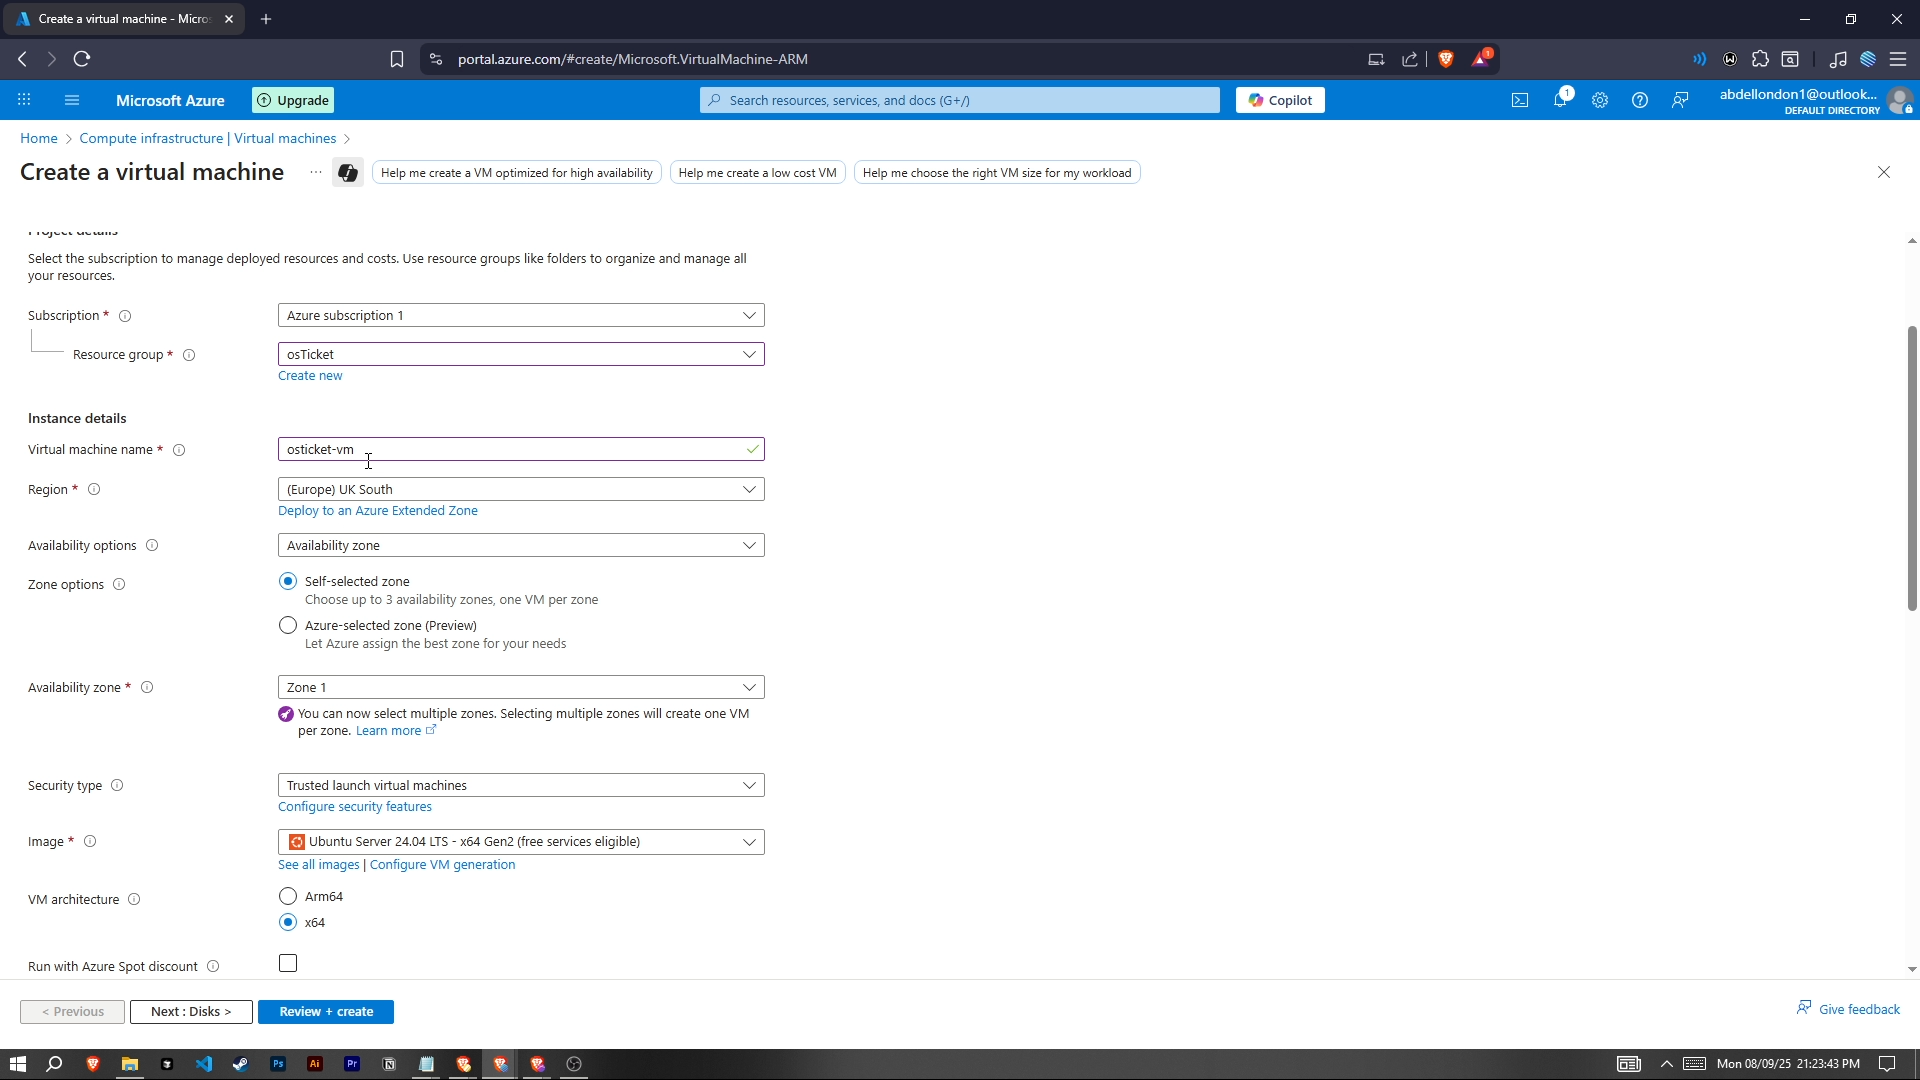 Create a virtual machine - Micros
portal.azure.com/#create/Microsoft.VirtualMachine-ARM
1
Microsoft Azure
Upgrade
Search resources, services, and docs (G+/)
Copilot
1
abdellondon1@outlook...
DEFAULT DIRECTORY
Home > Compute infrastructure | Virtual machines >
Create a virtual machine
...
Help me create a VM optimized for high availability
Help me create a low cost VM
Help me choose the right VM size for my workload
Project details
Select the subscription to manage deployed resources and costs. Use resource groups like folders to organize and manage all
your resources.
Subscription *
Azure subscription 1
Resource group *
osTicket
Create new
Instance details
Virtual machine name *
osticket-vm
Region *
(Europe) UK South
Deploy to an Azure Extended Zone
Availability options
Availability zone
Zone options
Self-selected zone
Choose up to 3 availability zones, one VM per zone
Azure-selected zone (Preview)
Let Azure assign the best zone for your needs
Availability zone *
Zone 1
You can now select multiple zones. Selecting multiple zones will create one VM
per zone. Learn more
Security type
Trusted launch virtual machines
Configure security features
Image *
Ubuntu Server 24.04 LTS - x64 Gen2 (free services eligible)
See all images | Configure VM generation
VM architecture
Arm64
x64
Run with Azure Spot discount
< Previous
Next : Disks >
Review + create
Give feedback
Ps
Ai
Pr
Mon 08/09/25 21:23:43 PM